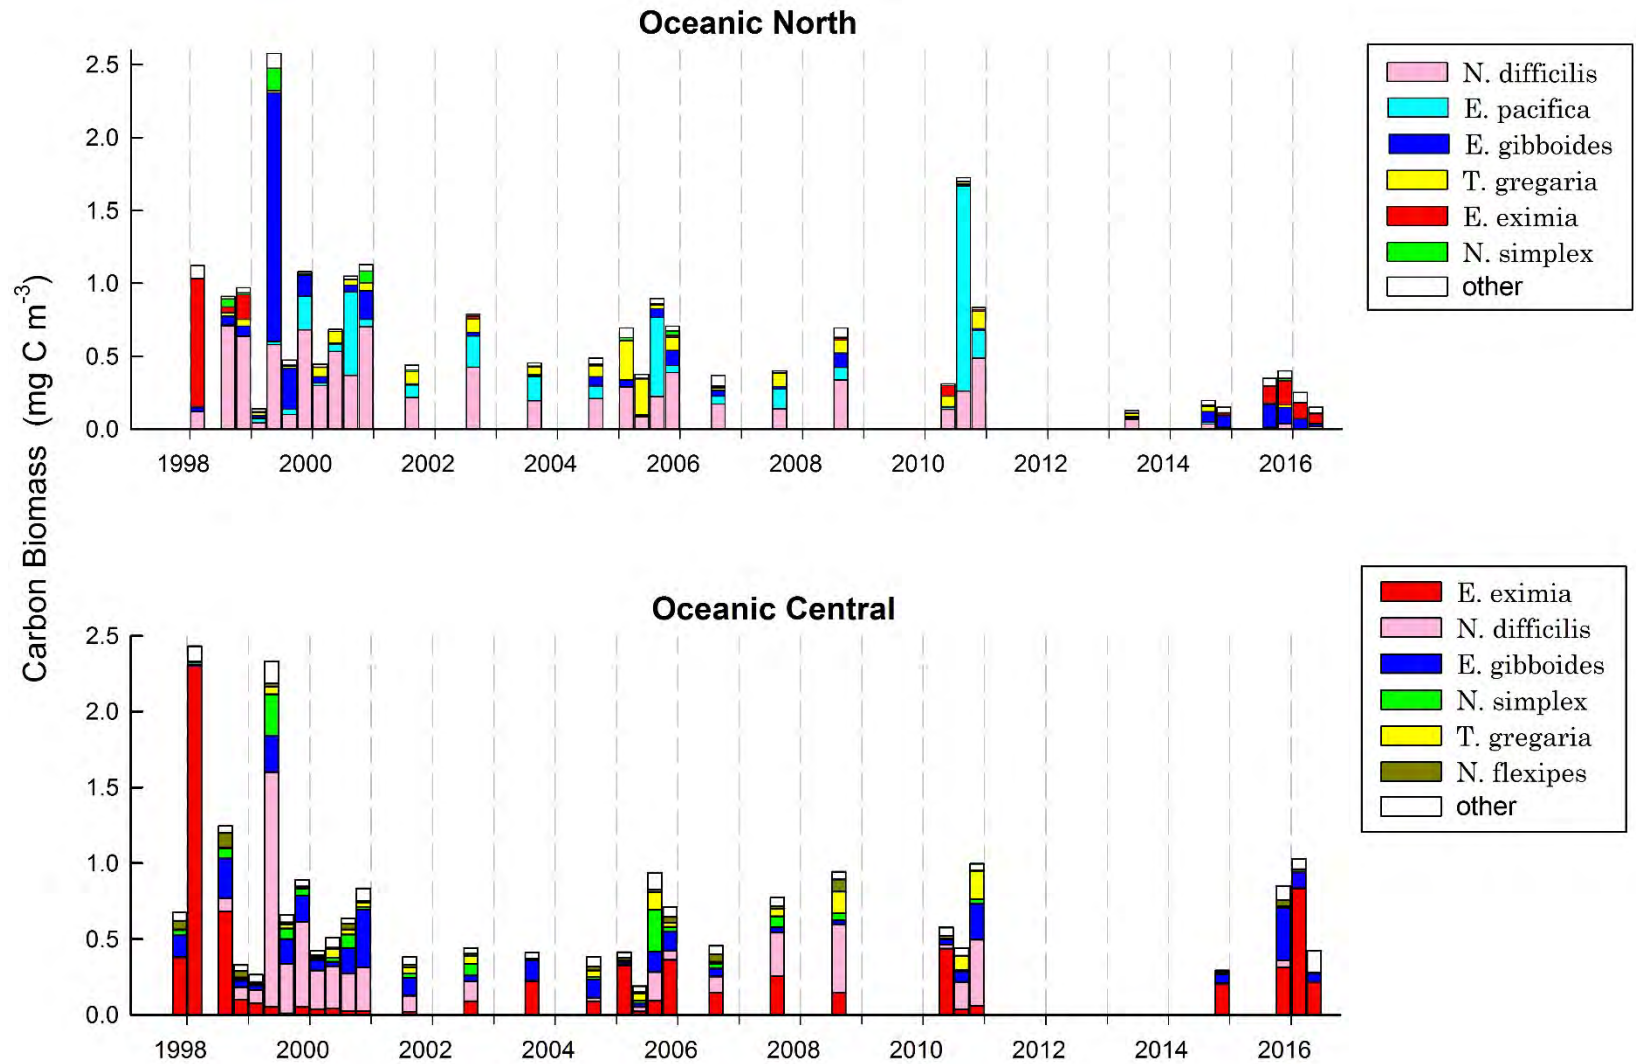 Oceanic North
2.5
2.0
1.5
1.0
0.5
0.0
1998 2000 2002 2004 2006 2008 2010 2012 2014 2016
N. difficilis
E. pacifica
E. gibboides
T. gregaria
E. eximia
N. simplex
other
Carbon Biomass (mg C m⁻³)
Oceanic Central
2.5
2.0
1.5
1.0
0.5
0.0
1998 2000 2002 2004 2006 2008 2010 2012 2014 2016
E. eximia
N. difficilis
E. gibboides
N. simplex
T. gregaria
N. flexipes
other